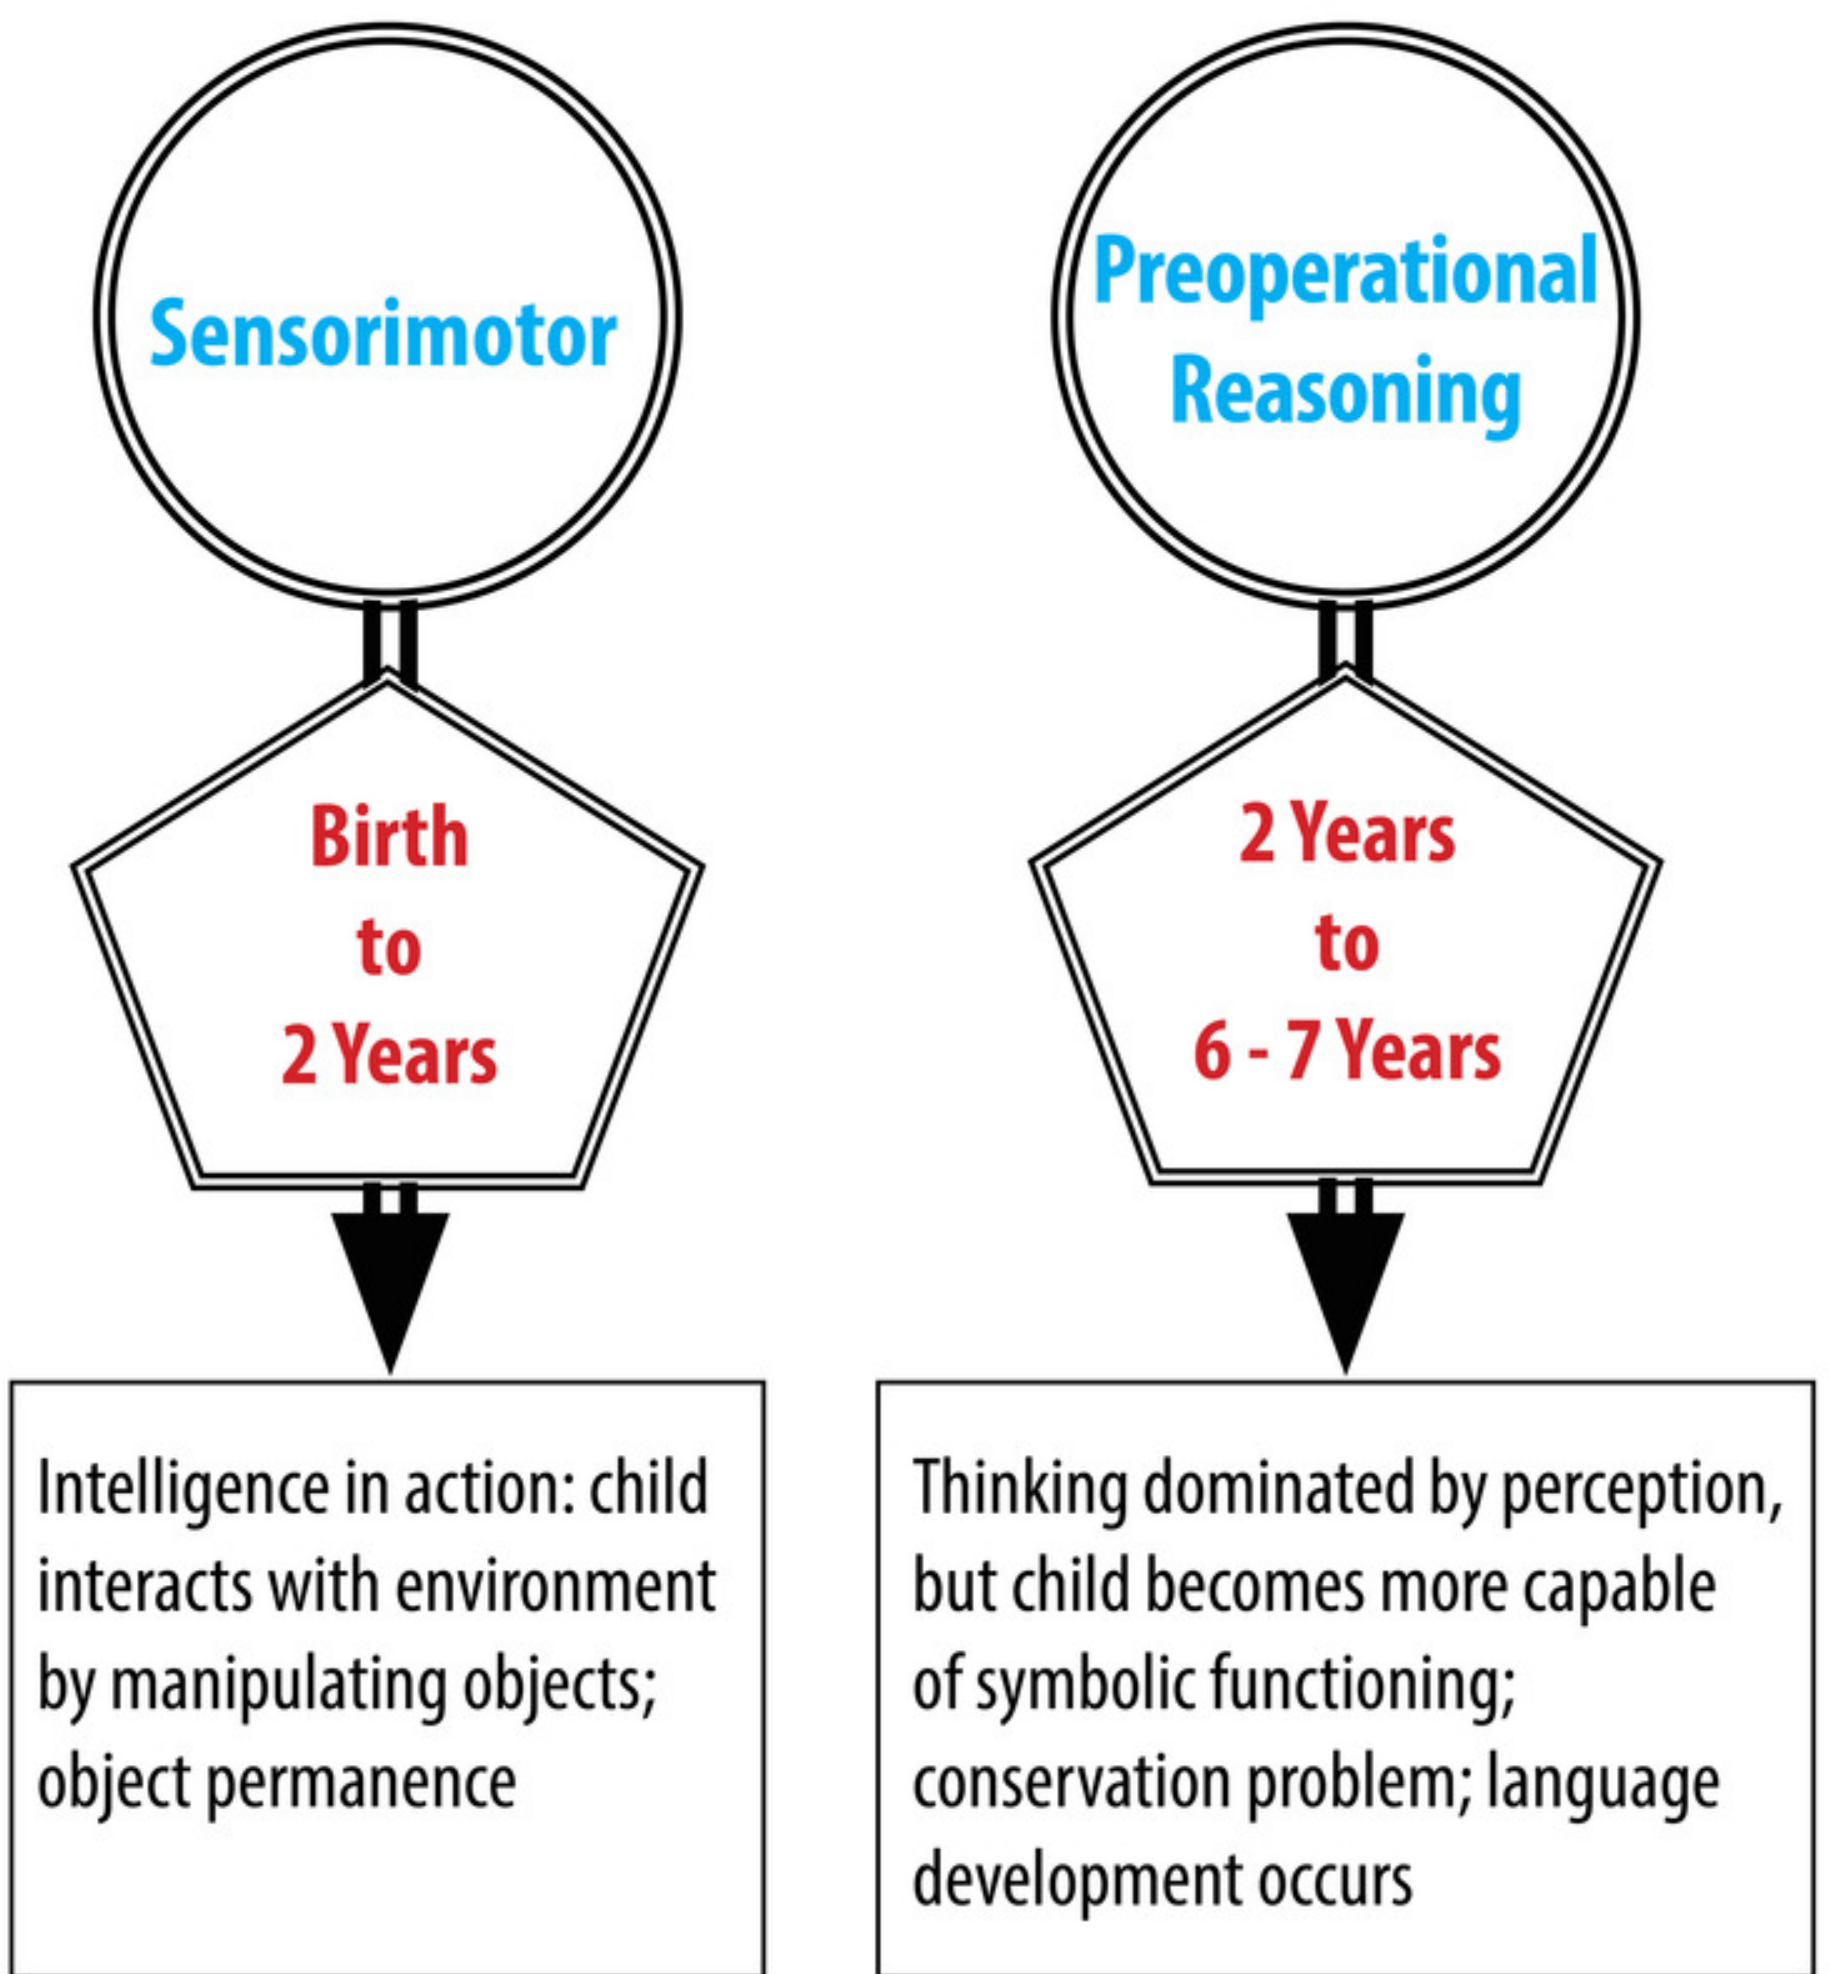 Sensorimotor
Birth
to
2 Years
Intelligence in action: child
interacts with environment
by manipulating objects;
object permanence
Preoperational
Reasoning
2 Years
to
6 - 7 Years
Thinking dominated by perception,
but child becomes more capable
of symbolic functioning;
conservation problem; language
development occurs